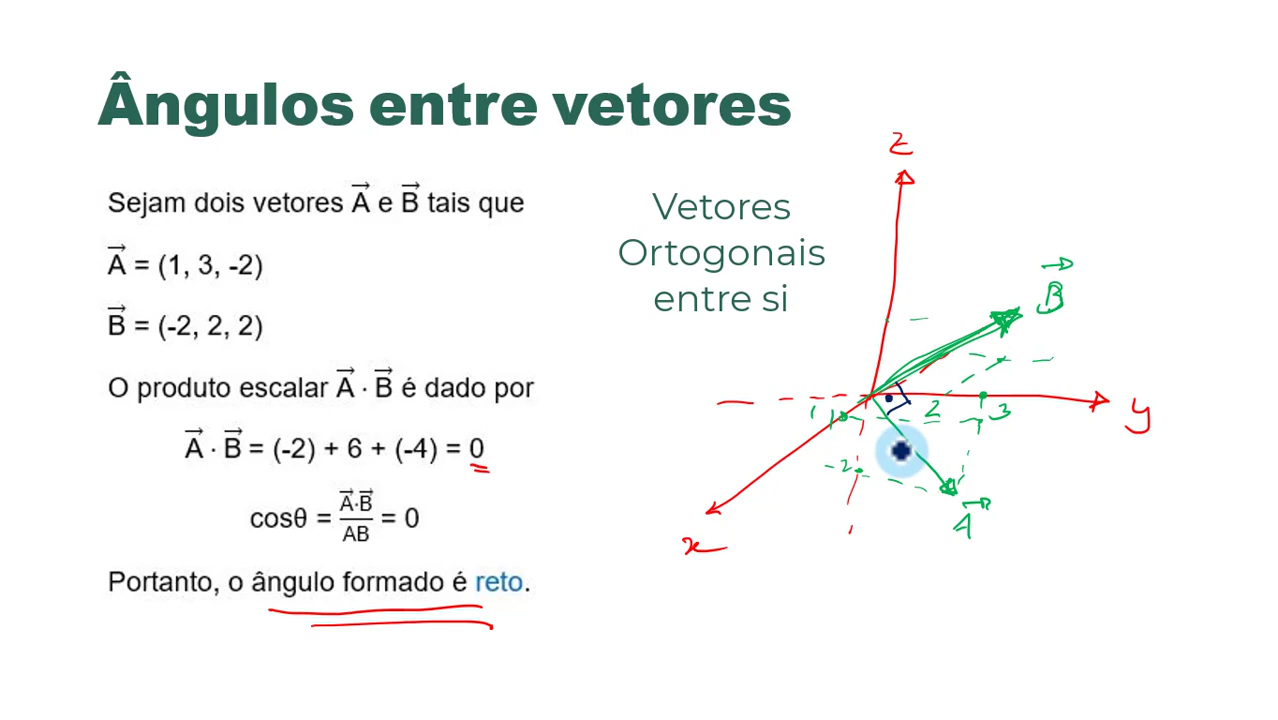 Ângulos entre vetores
Sejam dois vetores A⃗ e B⃗ tais que
A⃗ = (1, 3, -2)
B⃗ = (-2, 2, 2)
O produto escalar A⃗ · B⃗ é dado por
A⃗ · B⃗ = (-2) + 6 + (-4) = 0
cosθ = A⃗·B⃗/AB = 0
Portanto, o ângulo formado é reto.
Vetores
Ortogonais
entre si
z
B⃗
1
2
3
y
-2
A⃗
x